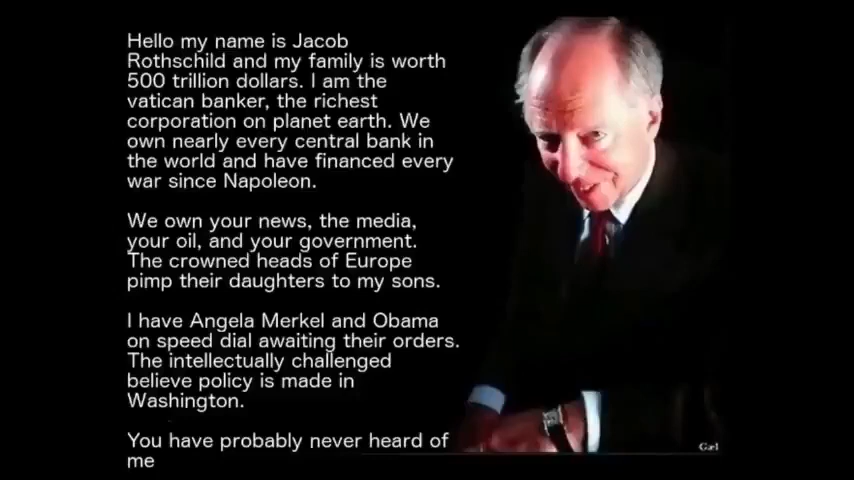 Hello my name is Jacob
Rothschild and my family is worth
500 trillion dollars. I am the
vatican banker, the richest
corporation on planet earth. We
own nearly every central bank in
the world and have financed every
war since Napoleon.
We own your news, the media,
your oil, and your government.
The crowned heads of Europe
pimp their daughters to my sons.
I have Angela Merkel and Obama
on speed dial awaiting their orders.
The intellectually challenged
believe policy is made in
Washington.
You have probably never heard of
me
Gæl